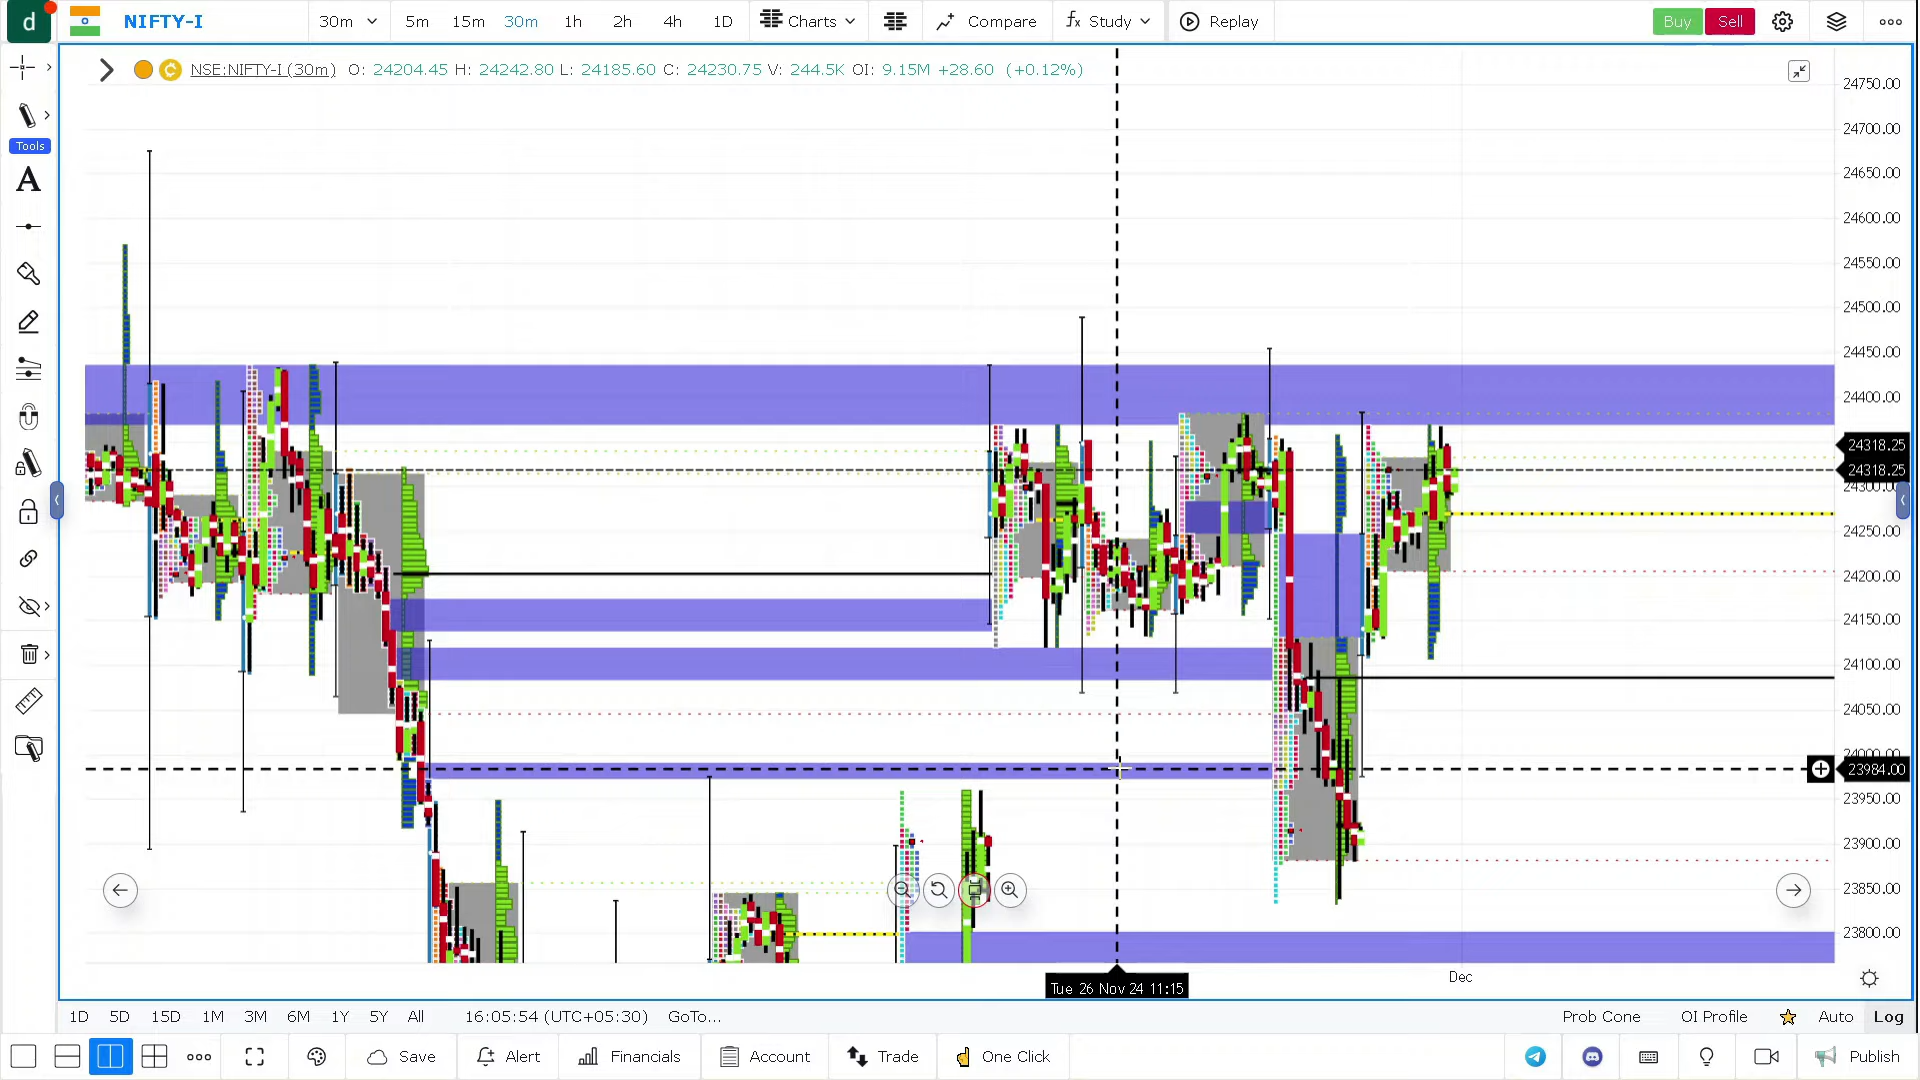 d
NIFTY-I
30m
5m
15m
30m
1h
2h
4h
1D
Charts
Compare
fx Study
Replay
Buy
Sell
Tools
A
C
NSE:NIFTY-I (30m) O: 24204.45 H: 24242.80 L: 24185.60 C: 24230.75 V: 244.5K OI: 9.15M +28.60 (+0.12%)
24750.00
24700.00
24650.00
24600.00
24550.00
24500.00
24450.00
24400.00
24318.25
24318.25
24300.00
24250.00
24200.00
24150.00
24100.00
24050.00
24000.00
23984.00
23950.00
23900.00
23850.00
23800.00
Tue 26 Nov 24 11:15
Dec
1D 5D 15D 1M 3M 6M 1Y 5Y All 16:05:54 (UTC+05:30) GoTo... Prob Cone OI Profile Auto Log
Save Alert Financials Account Trade One Click Publish